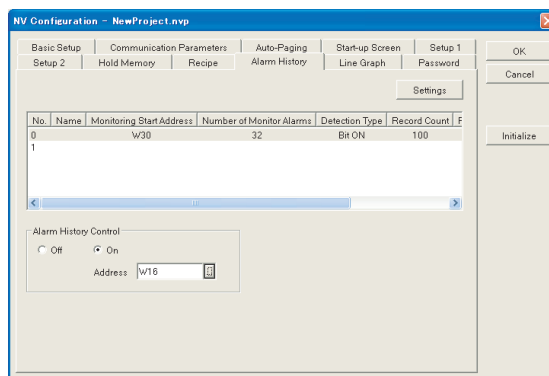 NV Configuration - NewProject.nvp
Basic Setup Communication Parameters Auto-Paging Start-up Screen Setup 1
Setup 2 Hold Memory Recipe Alarm History Line Graph Password
OK
Cancel
Initialize
Settings
No. Name Monitoring Start Address Number of Monitor Alarms Detection Type Record Count
0 W30 32 Bit ON 100
1
Alarm History Control
Off On
Address W16